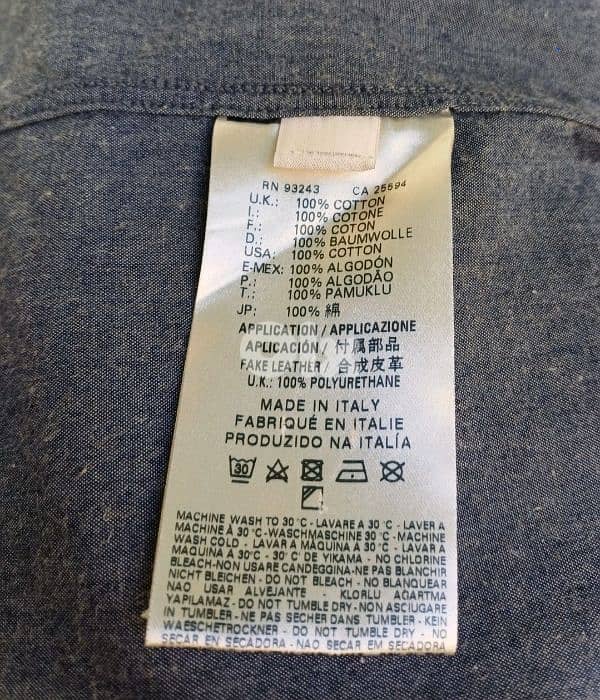 RN 93243 CA 25594
U.K.: 100% COTTON
I.: 100% COTONE
F.: 100% COTON
D.: 100% BAUMWOLLE
USA: 100% COTTON
E-MEX: 100% ALGODÓN
P.: 100% ALGODÃO
T.: 100% PAMUKLU
JP: 100% 綿
APPLICATION / APPLICAZIONE
APLICACIÓN / 付属部品
FAKE LEATHER / 合成皮革
U.K.: 100% POLYURETHANE
MADE IN ITALY
FABRIQUÉ EN ITALIE
PRODUZIDO NA ITALÍA
30
MACHINE WASH TO 30°C - LAVARE A 30°C - LAVER A
MACHINE À 30°C -WASCHMASCHINE 30°C - MACHINE
WASH COLD - LAVAR A MÁQUINA A 30°C - LAVAR A
MAQUINA À 30°C - 30°C' DE YIKAMA - NO CHLORINE
BLEACH-NON USARE CANDEGGINA-NE PAS BLANCHIR
NICHT BLEICHEN - DO NOT BLEACH - NO BLANQUEAR
NAO USAR ALVEJANTE - KLORLU AĞARTMA
YAPILAMAZ - DO NOT TUMBLE DRY - NON ASCIUGARE
IN TUMBLER - NE PAS SECHER DANS TUMBLER - KEIN
WAESCHETROCKNER - DO NOT TUMBLE DRY - NO
SECAR EN SECADORA - NAO SECAR EM SECADORA